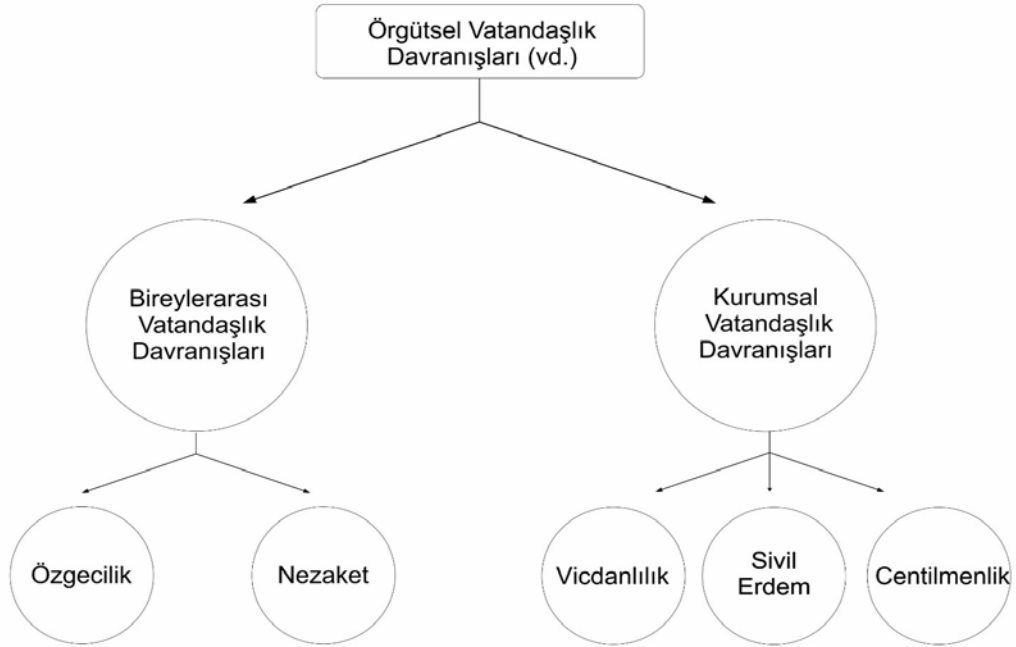 Örgütsel Vatandaşlık
Davranışları (vd.)
Bireylerarası
Vatandaşlık
Davranışları
Kurumsal
Vatandaşlık
Davranışları
Özgecilik
Nezaket
Vicdanlılık
Sivil
Erdem
Centilmenlik